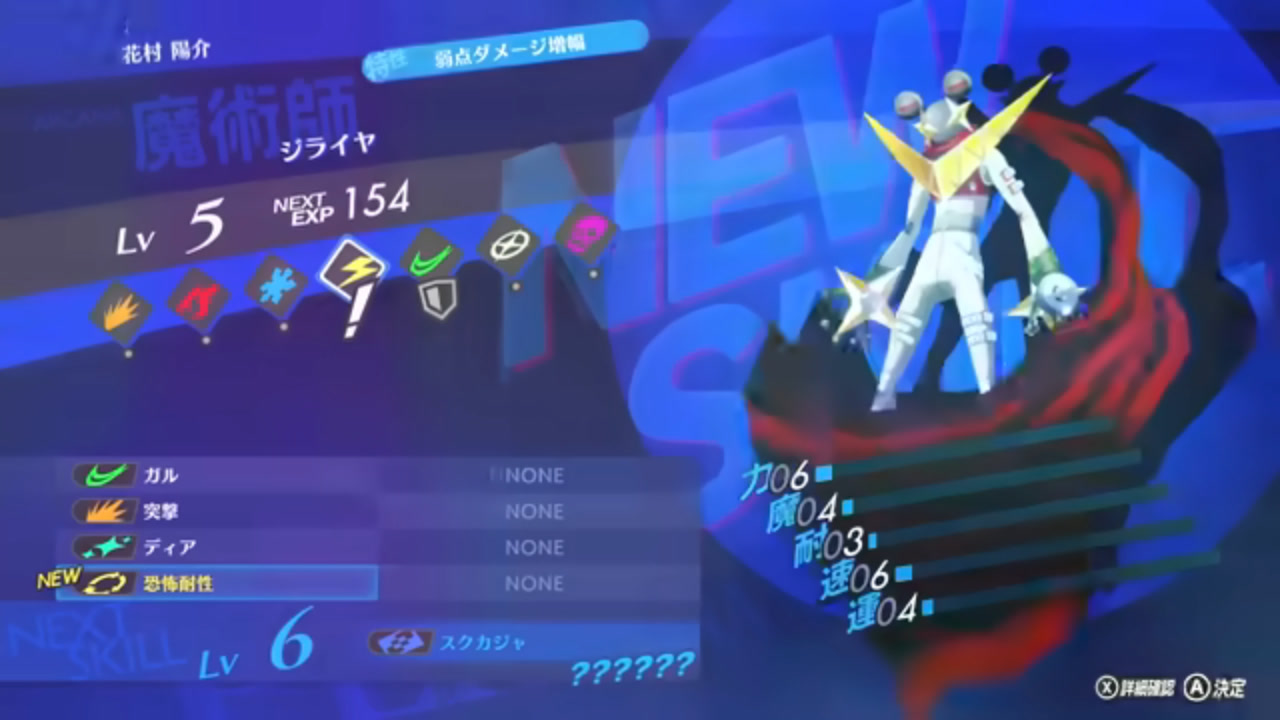 花村 陽介
特性 弱点ダメージ増幅
ARCANA 魔術師
ジライヤ
Lv 5 NEXT EXP 154
NEW
SKILL
ガル NONE
突撃 NONE
ディア NONE
NEW 恐怖耐性 NONE
NEXT SKILL Lv 6 スクカジャ ??????
力06
魔04
耐03
速06
運04
X 詳細確認 A 決定